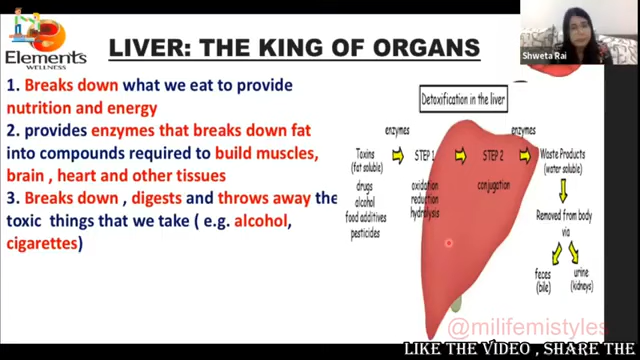 Elements
WELLNESS
LIVER: THE KING OF ORGANS
Shweta Rai
1. Breaks down what we eat to provide
nutrition and energy
2. provides enzymes that breaks down fat
into compounds required to build muscles,
brain , heart and other tissues
3. Breaks down , digests and throws away the
toxic things that we take ( e.g. alcohol,
cigarettes)
Detoxification in the liver
enzymes
enzymes
Toxins
(fat soluble)
STEP 1
STEP 2
Waste Products
(water soluble)
drugs
alcohol
food additives
pesticides
oxidation
reduction
hydrolysis
conjugation
Removed from body
via
feces
(bile)
urine
(kidneys)
@milifemistyles
LIKE THE VIDEO , SHARE THE